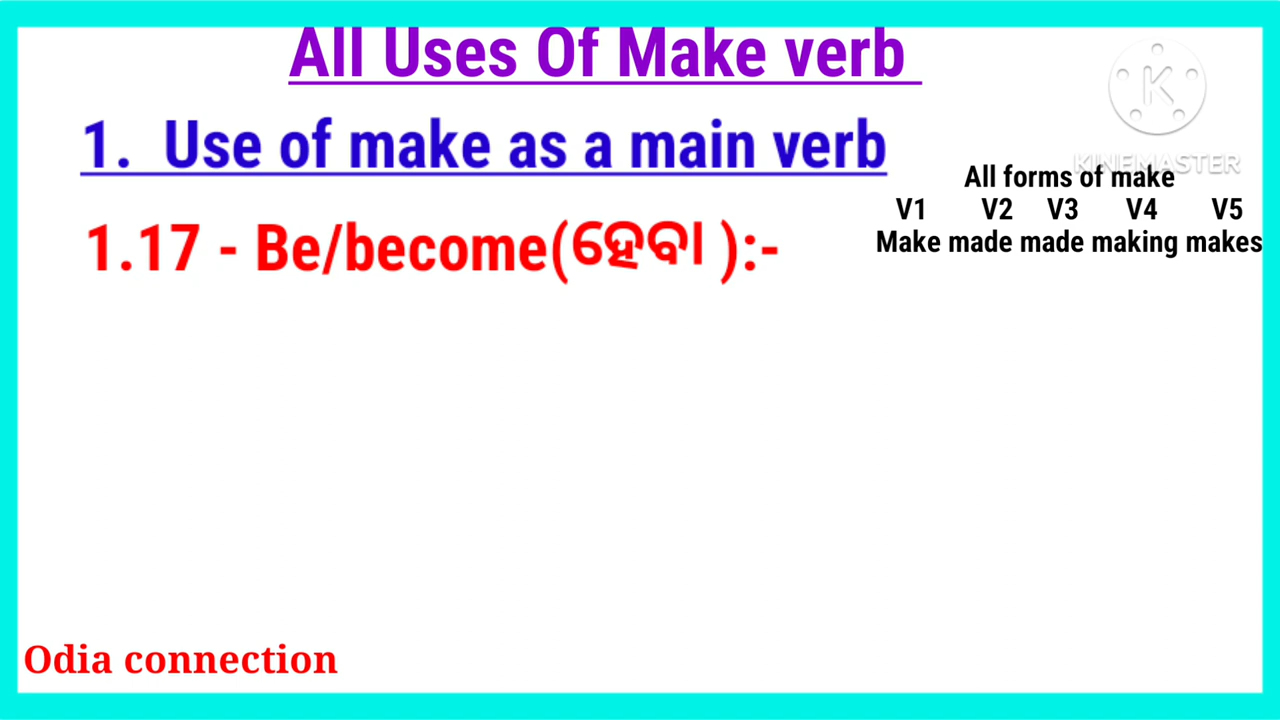 All Uses Of Make verb
1. Use of make as a main verb
KINEMASTER
All forms of make
V1 V2 V3 V4 V5
Make made made making makes
1.17 - Be/become(ହେବା ):-
Odia connection